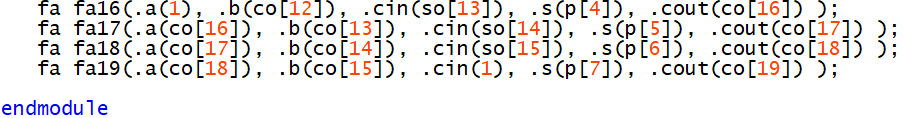 fa fa16(.a(1), .b(co[12]), .cin(so[13]), .s(p[4]), .cout(co[16]) );
fa fa17(.a(co[16]), .b(co[13]), .cin(so[14]), .s(p[5]), .cout(co[17]) );
fa fa18(.a(co[17]), .b(co[14]), .cin(so[15]), .s(p[6]), .cout(co[18]) );
fa fa19(.a(co[18]), .b(co[15]), .cin(1), .s(p[7]), .cout(co[19]) );
endmodule